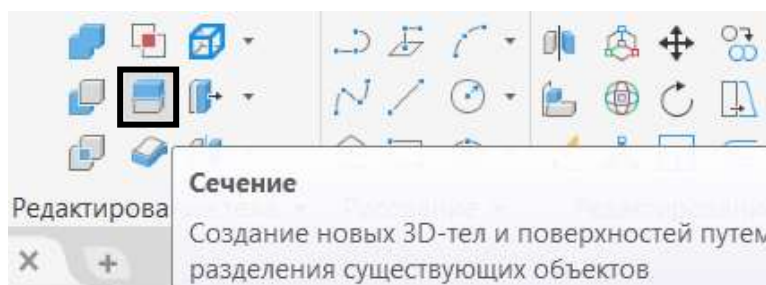 Сечение
Редактирова
Создание новых 3D-тел и поверхностей путем
разделения существующих объектов